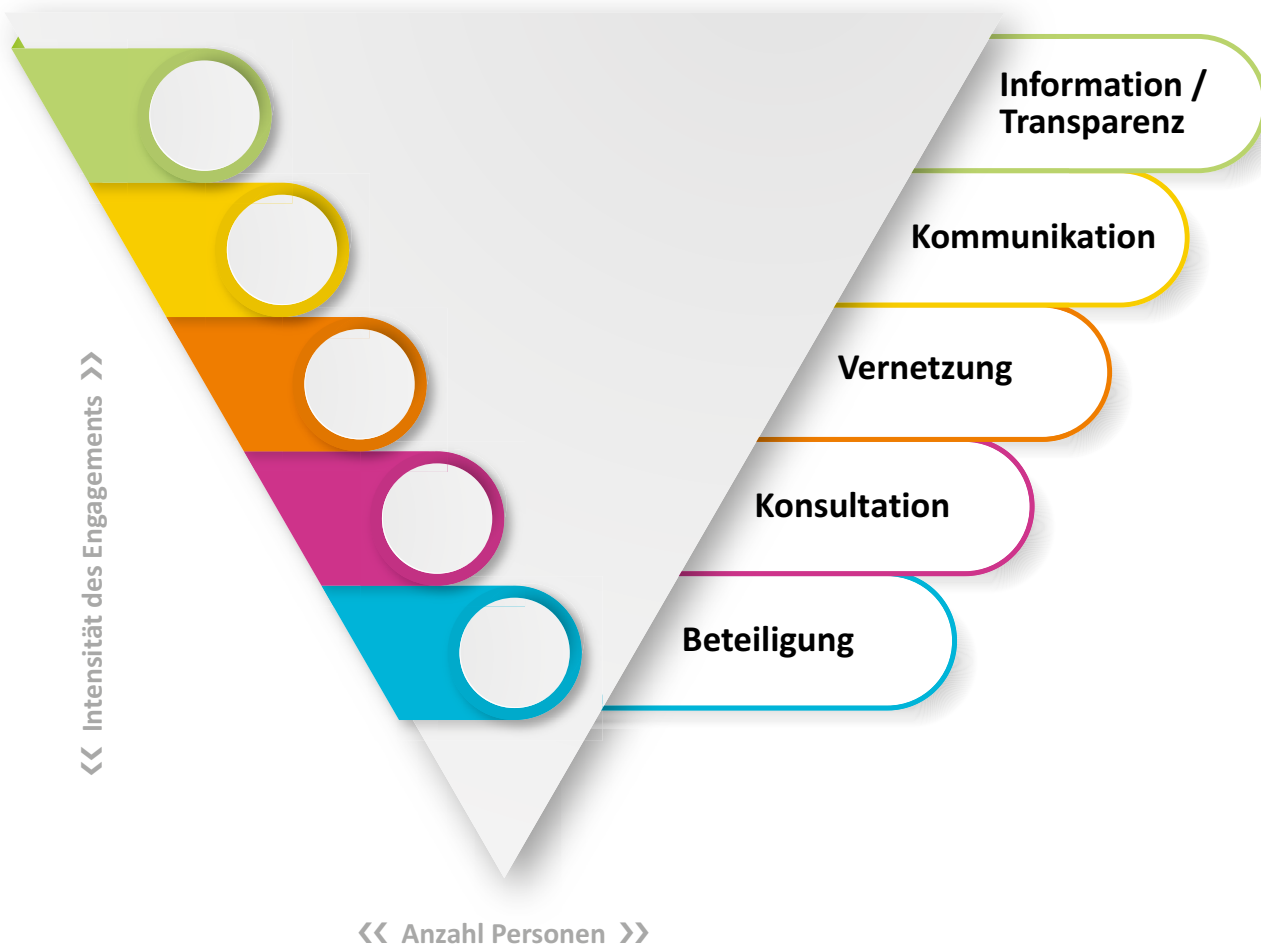 Information /
Transparenz
Kommunikation
Vernetzung
Konsultation
Beteiligung
❮❮ Intensität des Engagements ❯❯
❮❮ Anzahl Personen ❯❯